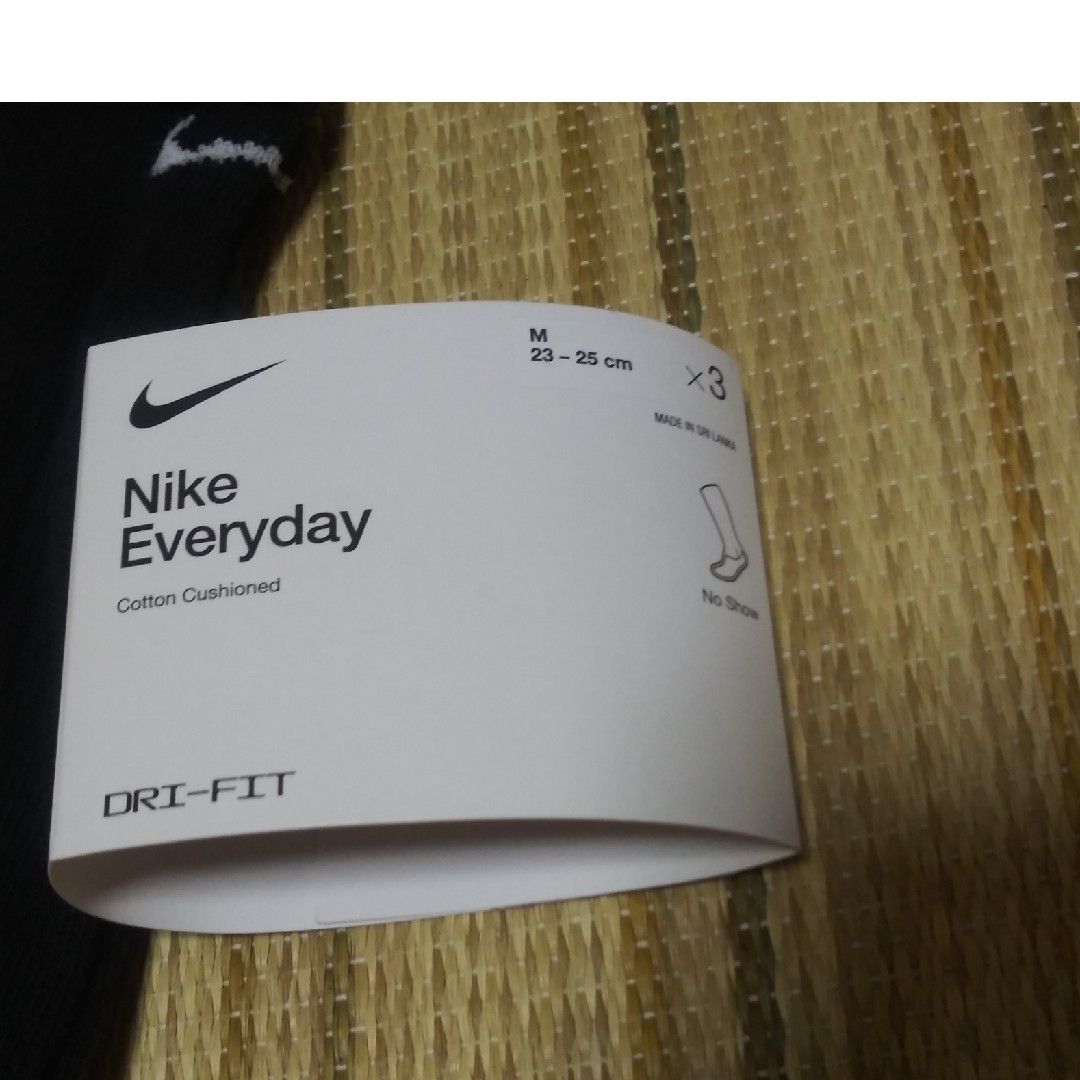 M
23 – 25 cm
×3
MADE IN SRI LANKA
Nike
Everyday
Cotton Cushioned
No Show
DRI-FIT